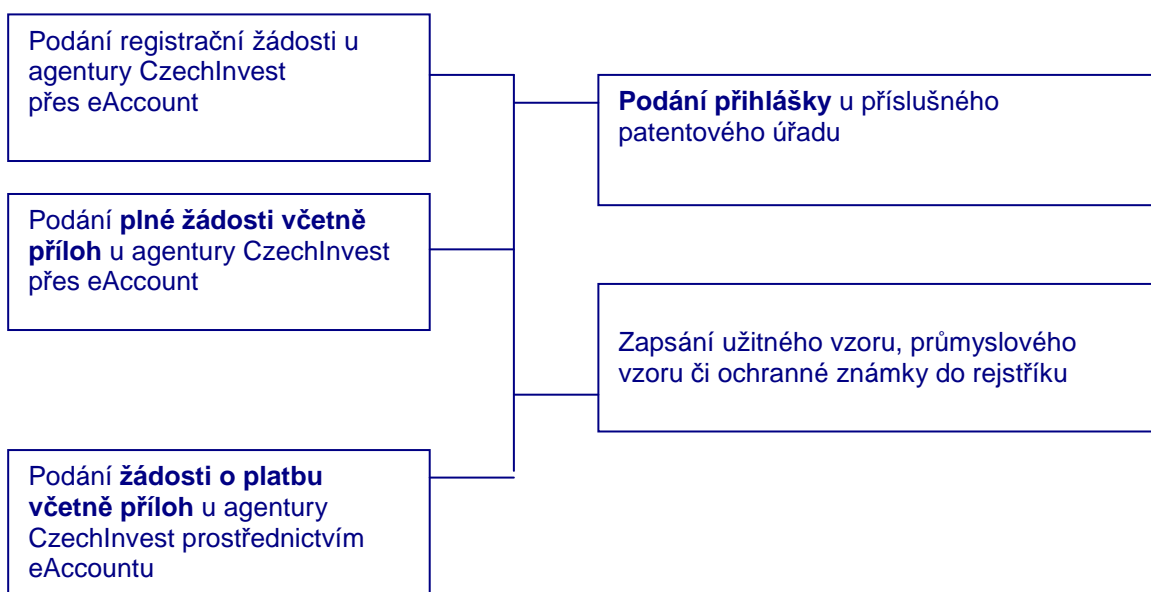 Podání registrační žádosti u
agentury CzechInvest
přes eAccount
Podání přihlášky u příslušného
patentového úřadu
Podání plné žádosti včetně
příloh u agentury CzechInvest
přes eAccount
Zapsání užitného vzoru, průmyslového
vzoru či ochranné známky do rejstříku
Podání žádosti o platbu
včetně příloh u agentury
CzechInvest prostřednictvím
eAccountu